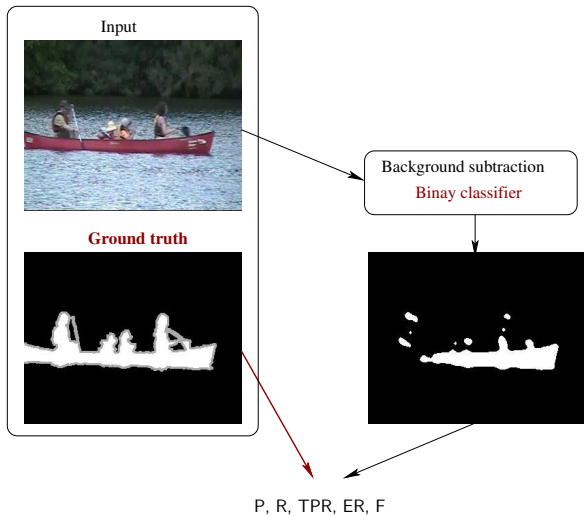 Input
Background subtraction
Binay classifier
Ground truth
P, R, TPR, ER, F